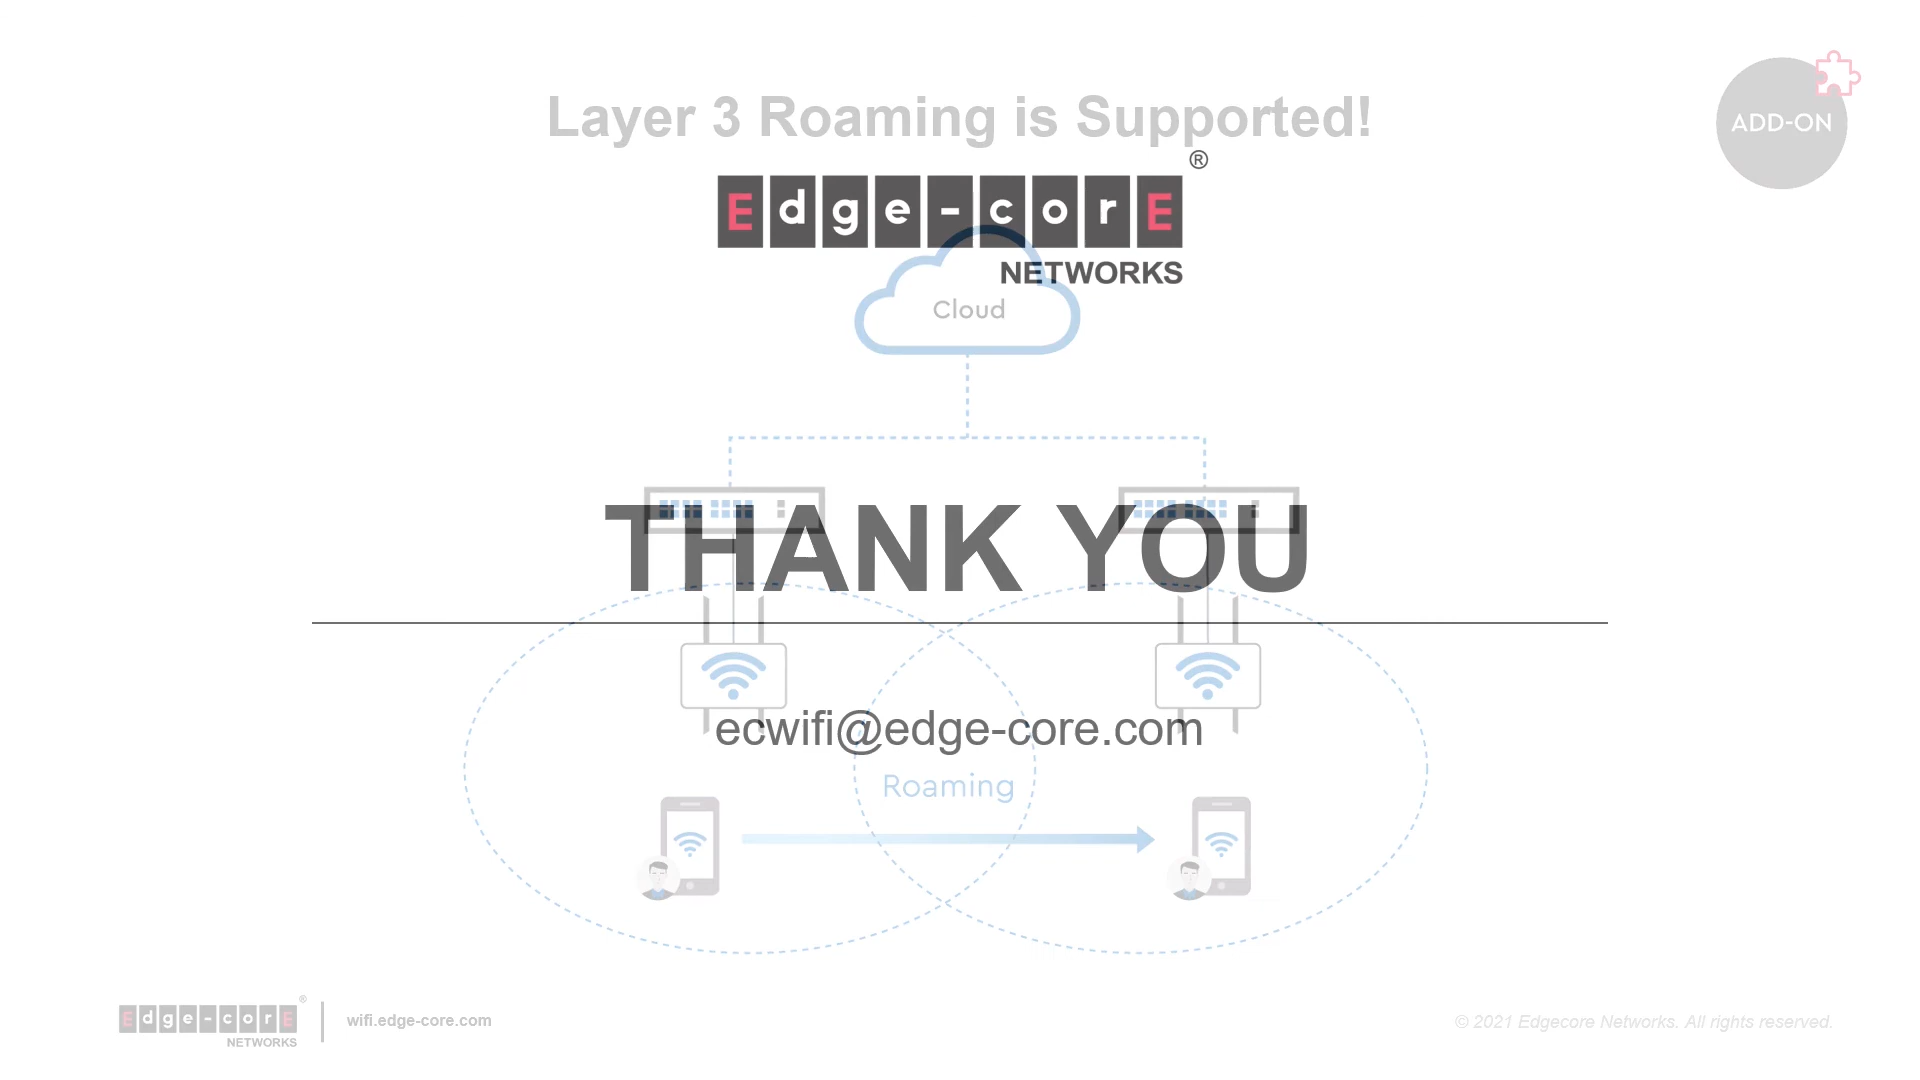 Layer 3 Roaming is Supported!
ADD-ON
Edge-corE®
NETWORKS
Cloud
THANK YOU
ecwifi@edge-core.com
Roaming
Edge-corE®
NETWORKS
wifi.edge-core.com
© 2021 Edgecore Networks. All rights reserved.